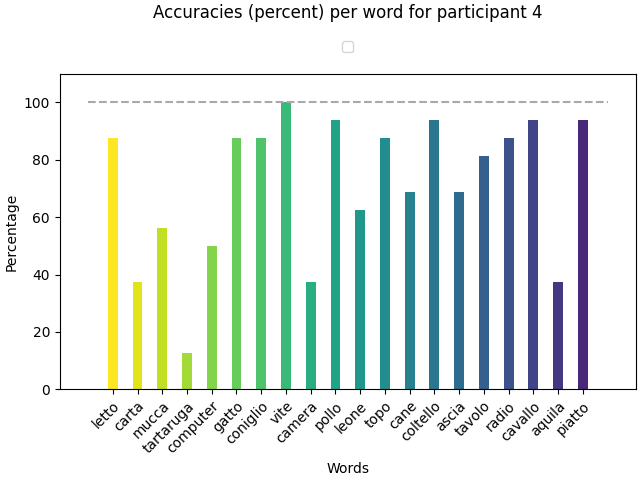 Accuracies (percent) per word for participant 4
Percentage
100
80
60
40
20
0
letto
carta
mucca
tartaruga
computer
gatto
coniglio
vite
camera
pollo
leone
topo
cane
coltello
ascia
tavolo
radio
cavallo
aquila
piatto
Words